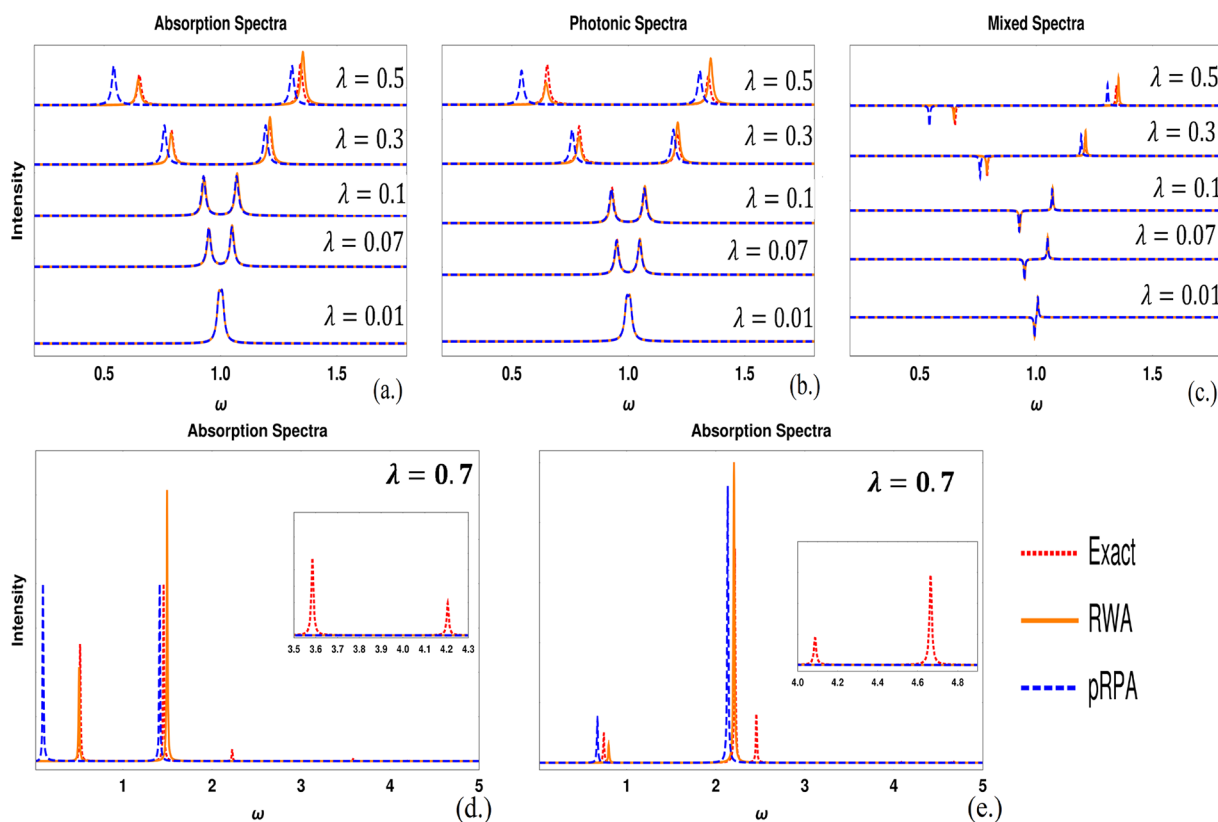 Absorption Spectra
Photonic Spectra
Mixed Spectra
Intensity
λ = 0.5
λ = 0.3
λ = 0.1
λ = 0.07
λ = 0.01
0.5 1.0 1.5
ω
(a.)
λ = 0.5
λ = 0.3
λ = 0.1
λ = 0.07
λ = 0.01
0.5 1.0 1.5
ω
(b.)
λ = 0.5
λ = 0.3
λ = 0.1
λ = 0.07
λ = 0.01
0.5 1.0 1.5
ω
(c.)
Absorption Spectra
λ = 0.7
Intensity
3.5 3.6 3.7 3.8 3.9 4.0 4.1 4.2 4.3
1 2 3 4 5
ω
(d.)
Absorption Spectra
λ = 0.7
4.0 4.2 4.4 4.6 4.8
1 2 3 4 5
ω
(e.)
Exact
RWA
pRPA